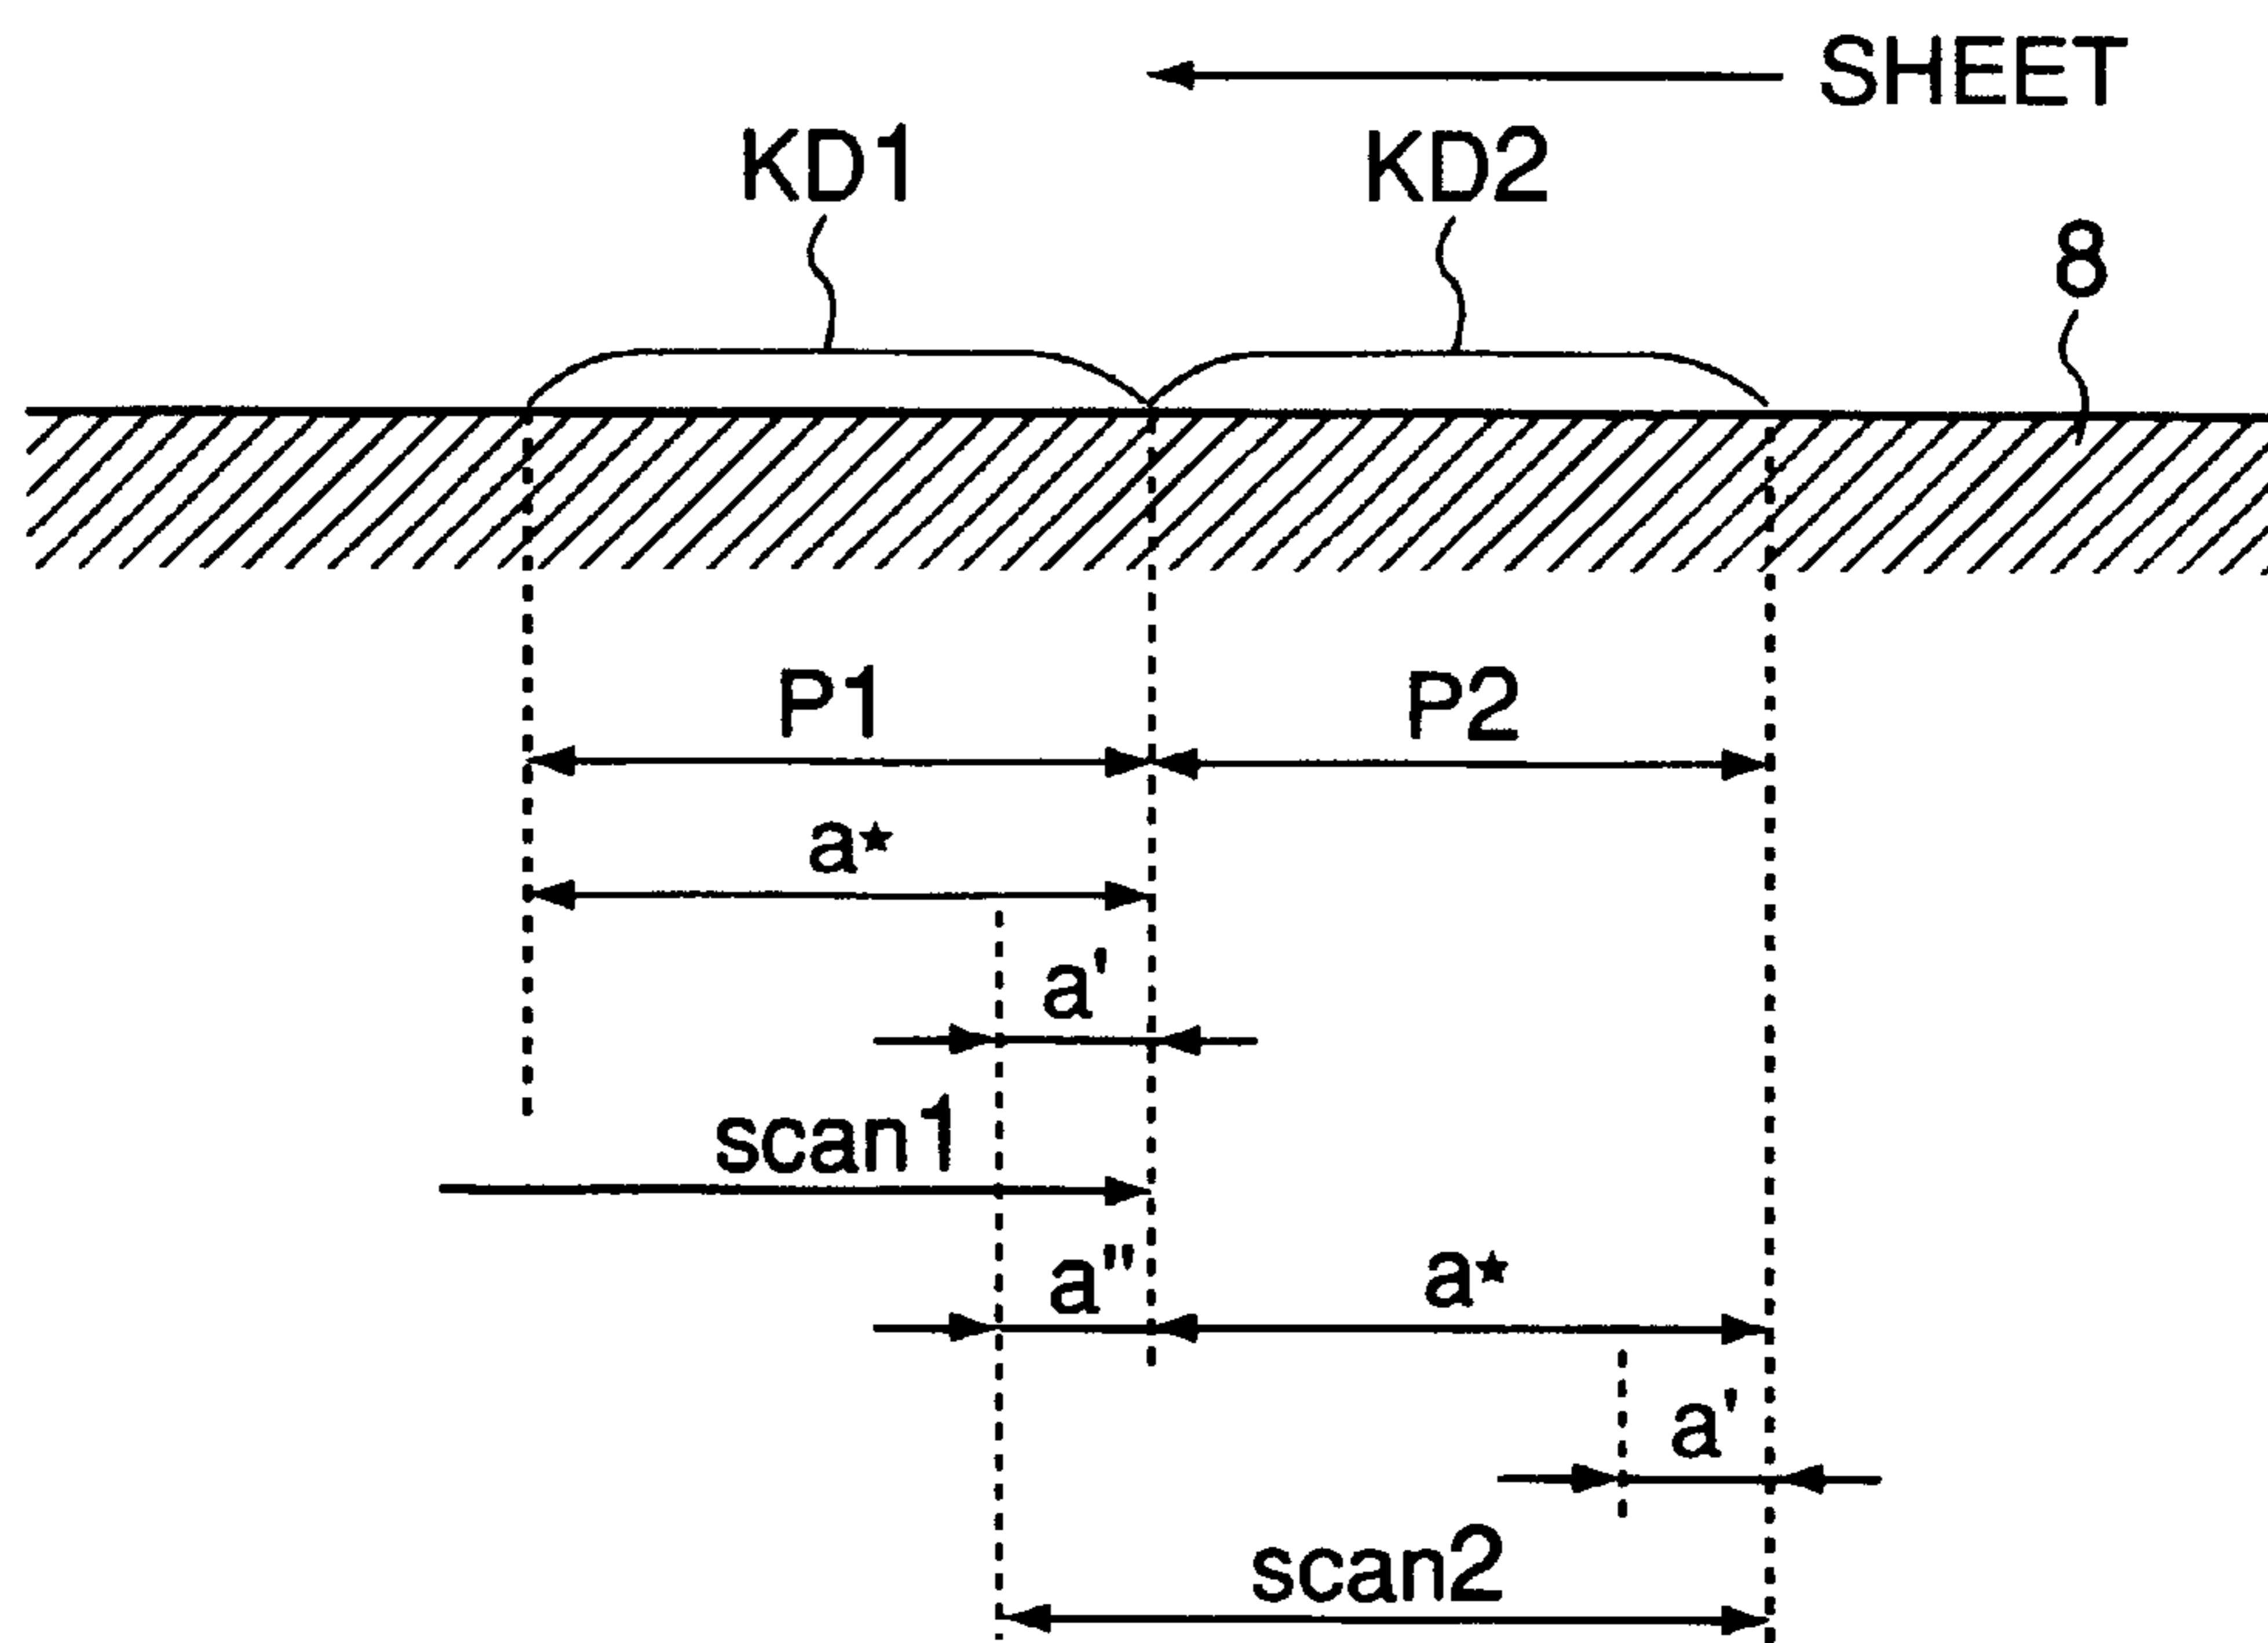 SHEET
KD1 KD2
8
P1 P2
a★
a'
scan1
a" a★
a'
scan2